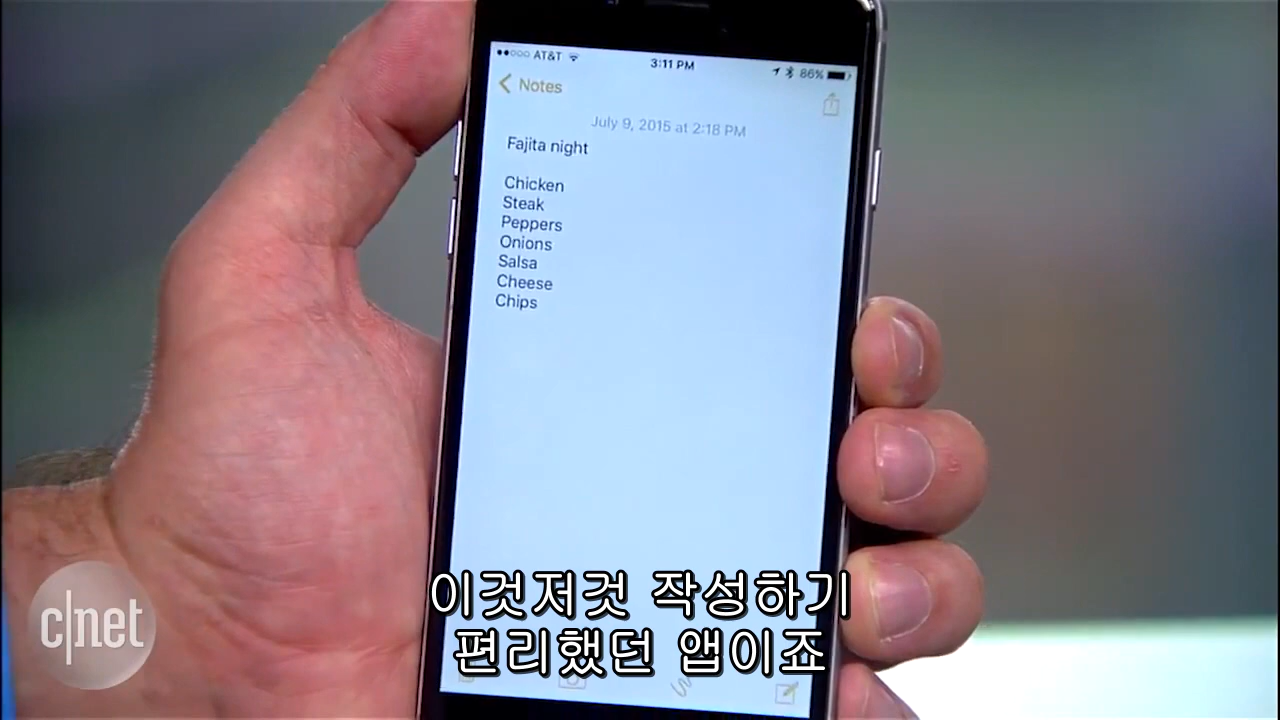 AT&T 3:11 PM 86%
Notes
July 9, 2015 at 2:18 PM
Fajita night
Chicken
Steak
Peppers
Onions
Salsa
Cheese
Chips
이것저것 작성하기
편리했던 앱이죠
c|net